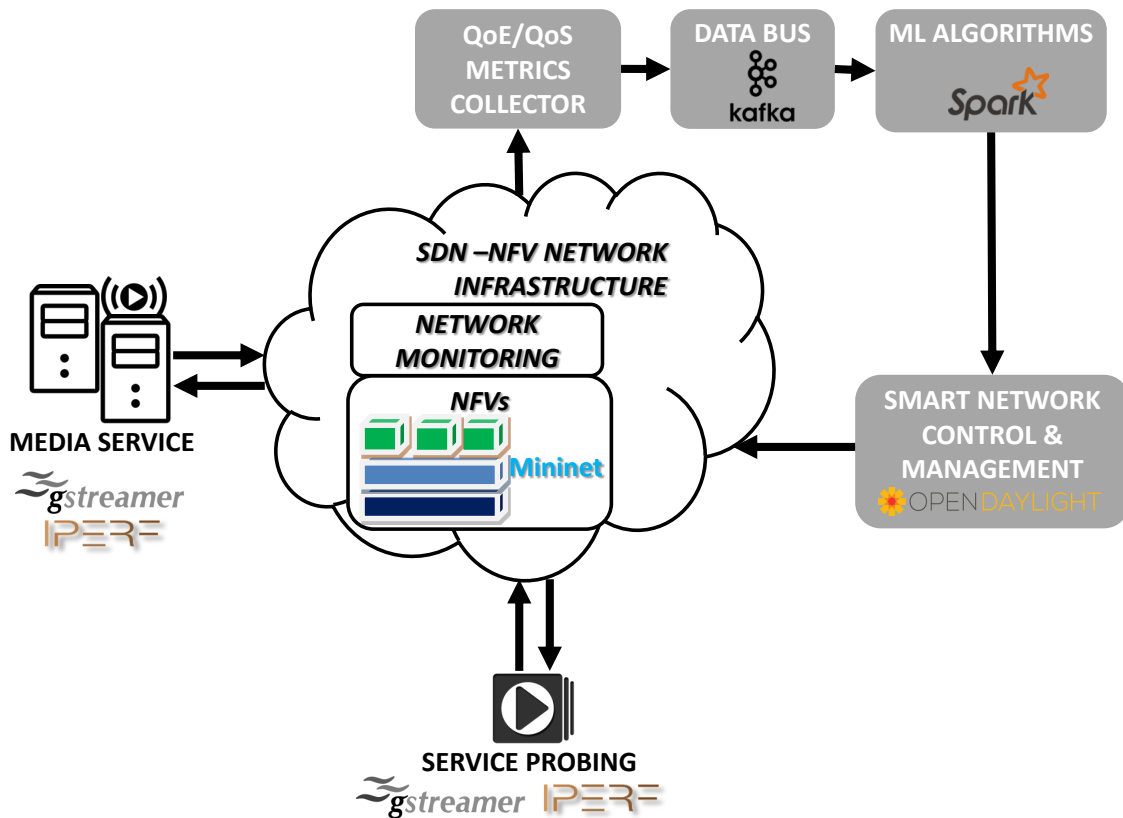 QoE/QoS
METRICS
COLLECTOR
DATA BUS
kafka
ML ALGORITHMS
Spark
SDN –NFV NETWORK
INFRASTRUCTURE
NETWORK
MONITORING
NFVs
Mininet
MEDIA SERVICE
gstreamer
IPERF
SMART NETWORK
CONTROL &
MANAGEMENT
OPENDAYLIGHT
SERVICE PROBING
gstreamer IPERF